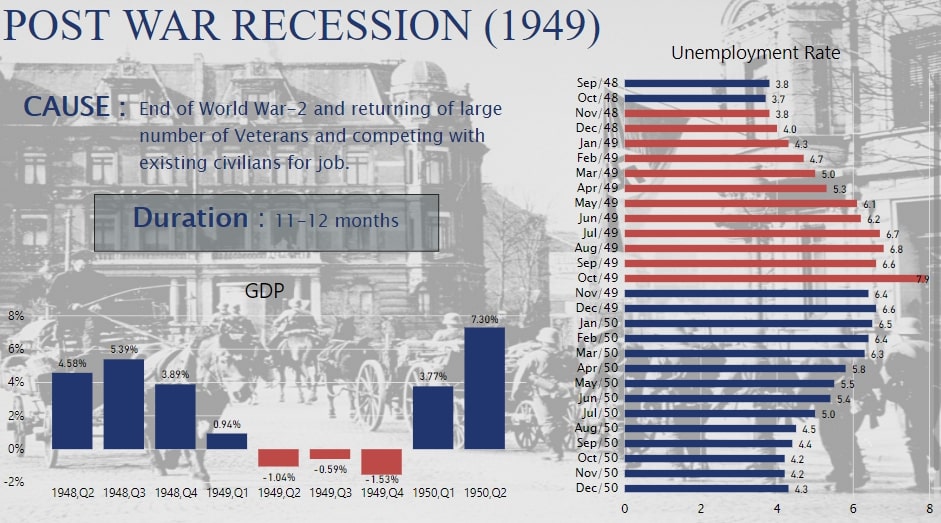 POST WAR RECESSION (1949)
CAUSE : End of World War-2 and returning of large
number of Veterans and competing with
existing civilians for job.
Duration : 11-12 months
GDP
8%
6%
4%
2%
0%
-2%
4.58%
5.39%
3.89%
0.94%
-1.04%
-0.59%
-1.53%
3.77%
7.30%
1948,Q2 1948,Q3 1948,Q4 1949,Q1 1949,Q2 1949,Q3 1949,Q4 1950,Q1 1950,Q2
Unemployment Rate
Sep/48 3.8
Oct/48 3.7
Nov/48 3.8
Dec/48 4.0
Jan/49 4.3
Feb/49 4.7
Mar/49 5.0
Apr/49 5.3
May/49 6.1
Jun/49 6.2
Jul/49 6.7
Aug/49 6.8
Sep/49 6.6
Oct/49 7.9
Nov/49 6.4
Dec/49 6.6
Jan/50 6.5
Feb/50 6.4
Mar/50 6.3
Apr/50 5.8
May/50 5.5
Jun/50 5.4
Jul/50 5.0
Aug/50 4.5
Sep/50 4.4
Oct/50 4.2
Nov/50 4.2
Dec/50 4.3
0 2 4 6 8